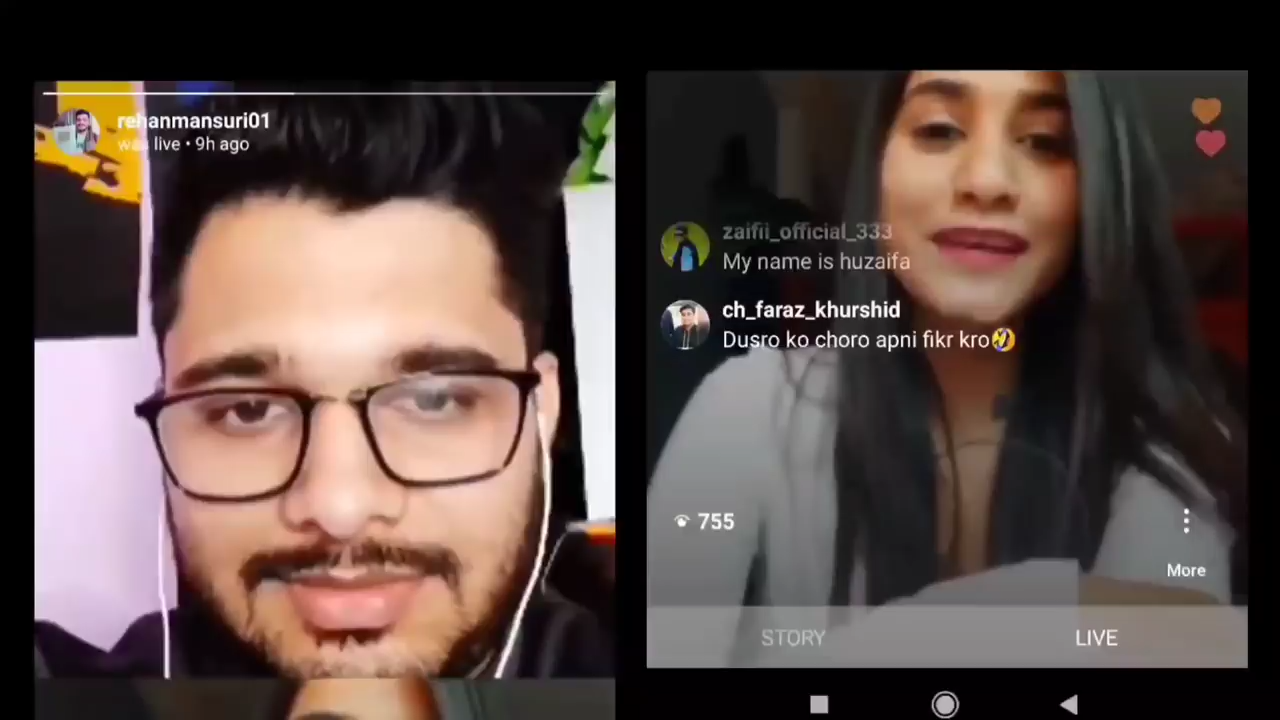 rehanmansuri01
was live • 9h ago
zaifii_official_333
My name is huzaifa
ch_faraz_khurshid
Dusro ko choro apni fikr kro🤣
755
More
STORY
LIVE